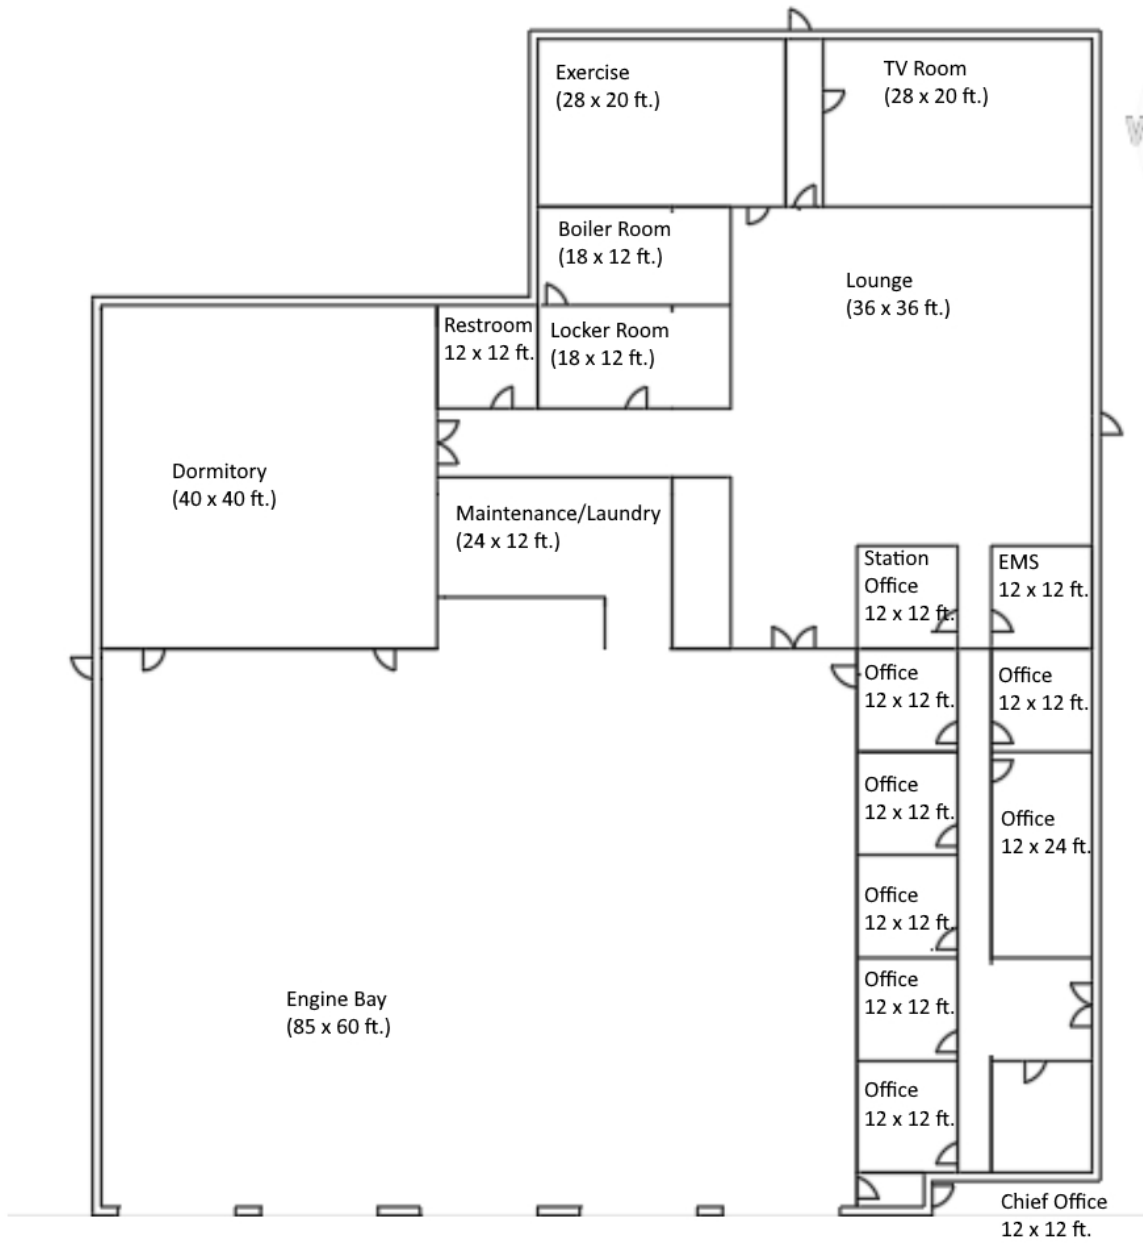 Exercise
(28 x 20 ft.)
TV Room
(28 x 20 ft.)
Boiler Room
(18 x 12 ft.)
Lounge
(36 x 36 ft.)
Restroom
12 x 12 ft.
Locker Room
(18 x 12 ft.)
Dormitory
(40 x 40 ft.)
Maintenance/Laundry
(24 x 12 ft.)
Station
Office
12 x 12 ft.
EMS
12 x 12 ft.
Office
12 x 12 ft.
Office
12 x 12 ft.
Office
12 x 12 ft.
Office
12 x 24 ft.
Office
12 x 12 ft.
Office
12 x 12 ft.
Engine Bay
(85 x 60 ft.)
Office
12 x 12 ft.
Chief Office
12 x 12 ft.